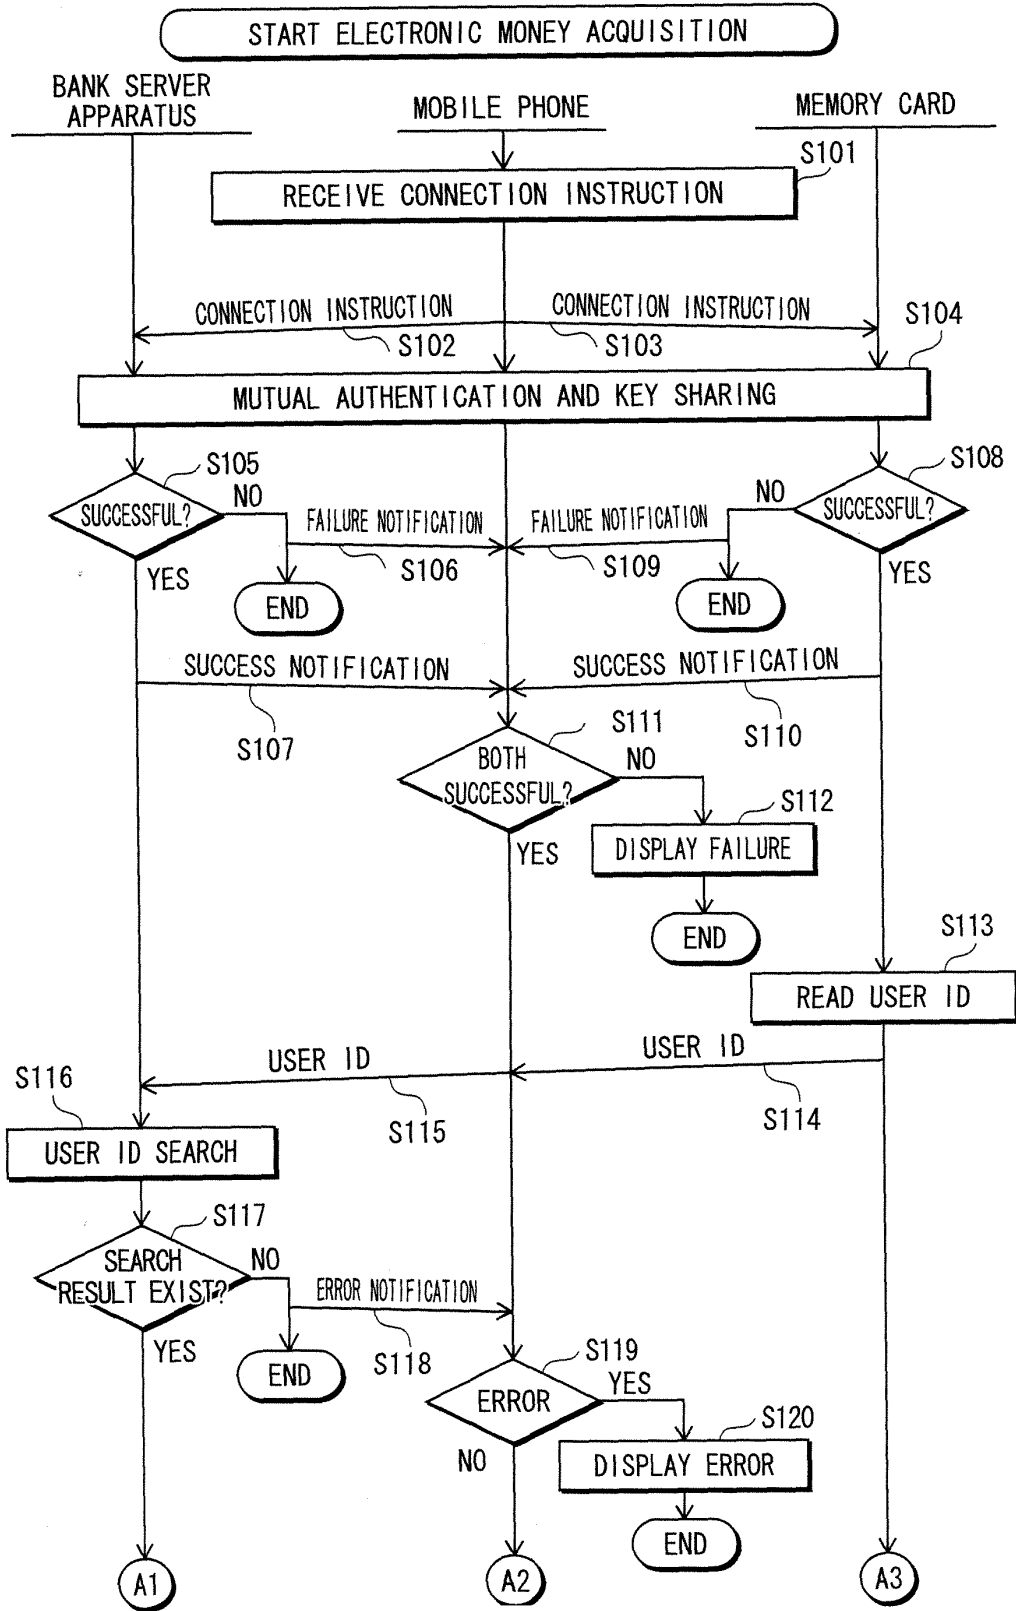 START ELECTRONIC MONEY ACQUISITION
BANK SERVER
APPARATUS
MOBILE PHONE
MEMORY CARD
S101
RECEIVE CONNECTION INSTRUCTION
CONNECTION INSTRUCTION
CONNECTION INSTRUCTION
S102
S103
S104
MUTUAL AUTHENTICATION AND KEY SHARING
S105
S108
SUCCESSFUL?
NO
NO
SUCCESSFUL?
FAILURE NOTIFICATION
FAILURE NOTIFICATION
S106
S109
YES
YES
END
END
SUCCESS NOTIFICATION
SUCCESS NOTIFICATION
S107
S110
S111
BOTH
SUCCESSFUL?
NO
S112
DISPLAY FAILURE
YES
END
S113
READ USER ID
USER ID
USER ID
S114
S115
S116
USER ID SEARCH
S117
SEARCH
RESULT EXIST?
NO
ERROR NOTIFICATION
S118
YES
END
S119
ERROR
YES
S120
DISPLAY ERROR
NO
END
A1
A2
A3